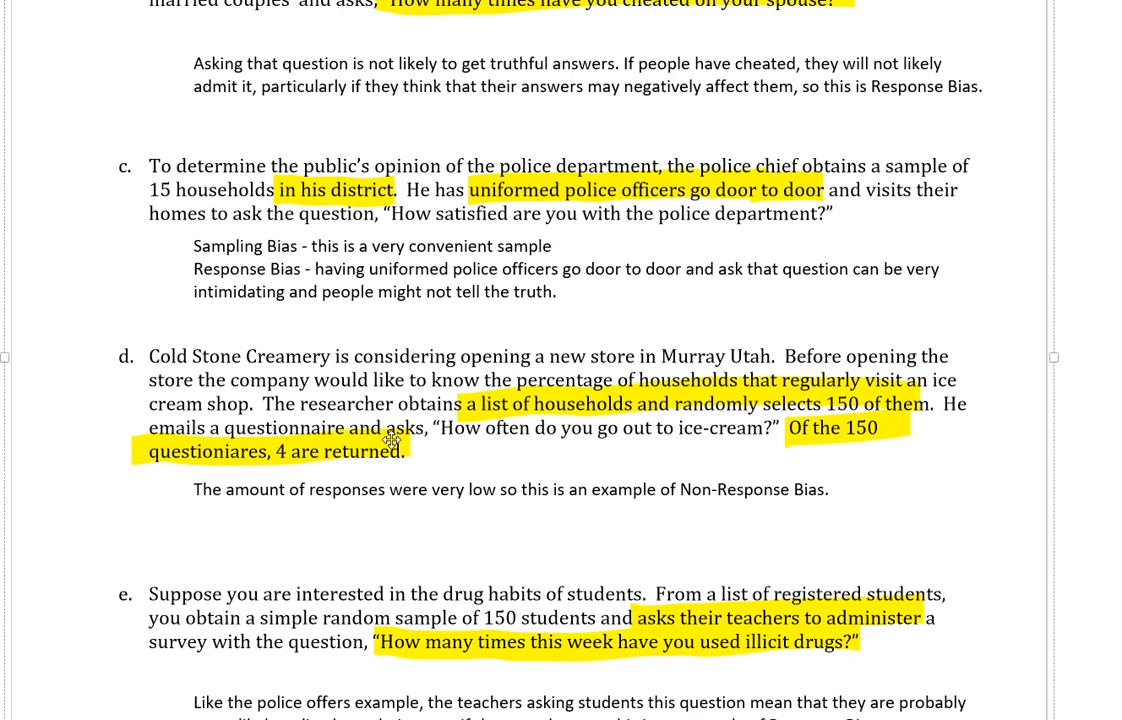 married couples and asks, "How many times have you cheated on your spouse?"
Asking that question is not likely to get truthful answers. If people have cheated, they will not likely
admit it, particularly if they think that their answers may negatively affect them, so this is Response Bias.
c. To determine the public's opinion of the police department, the police chief obtains a sample of
15 households in his district. He has uniformed police officers go door to door and visits their
homes to ask the question, "How satisfied are you with the police department?"
Sampling Bias - this is a very convenient sample
Response Bias - having uniformed police officers go door to door and ask that question can be very
intimidating and people might not tell the truth.
d. Cold Stone Creamery is considering opening a new store in Murray Utah. Before opening the
store the company would like to know the percentage of households that regularly visit an ice
cream shop. The researcher obtains a list of households and randomly selects 150 of them. He
emails a questionnaire and asks, "How often do you go out to ice-cream?" Of the 150
questioniares, 4 are returned.
The amount of responses were very low so this is an example of Non-Response Bias.
e. Suppose you are interested in the drug habits of students. From a list of registered students,
you obtain a simple random sample of 150 students and asks their teachers to administer a
survey with the question, "How many times this week have you used illicit drugs?"
Like the police offers example, the teachers asking students this question mean that they are probably